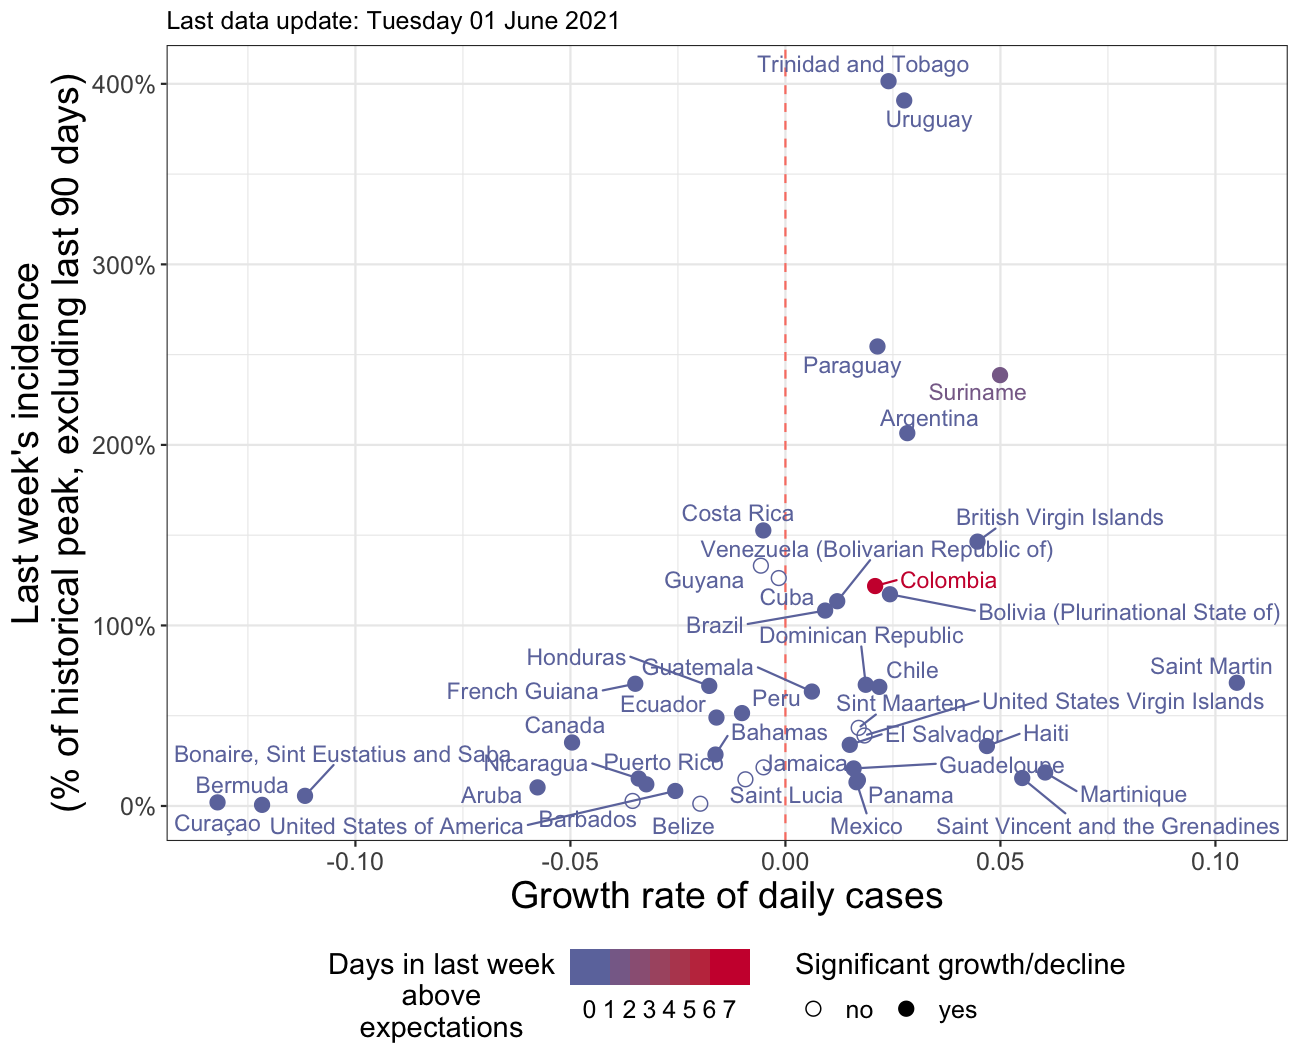 Last data update: Tuesday 01 June 2021
Last week's incidence
(% of historical peak, excluding last 90 days)
400%
300%
200%
100%
0%
Trinidad and Tobago
Uruguay
Paraguay
Suriname
Argentina
Costa Rica
British Virgin Islands
Venezuela (Bolivarian Republic of)
Guyana
Colombia
Cuba
Bolivia (Plurinational State of)
Brazil
Dominican Republic
Honduras
Guatemala
Chile
Saint Martin
French Guiana
Ecuador
Peru
Sint Maarten
United States Virgin Islands
Canada
Bahamas
El Salvador
Haiti
Bonaire, Sint Eustatius and Saba
Nicaragua
Puerto Rico
Jamaica
Guadeloupe
Bermuda
Aruba
Saint Lucia
Panama
Martinique
Curaçao
United States of America
Barbados
Belize
Mexico
Saint Vincent and the Grenadines
-0.10
-0.05
0.00
0.05
0.10
Growth rate of daily cases
Days in last week
above
expectations
0 1 2 3 4 5 6 7
Significant growth/decline
no
yes